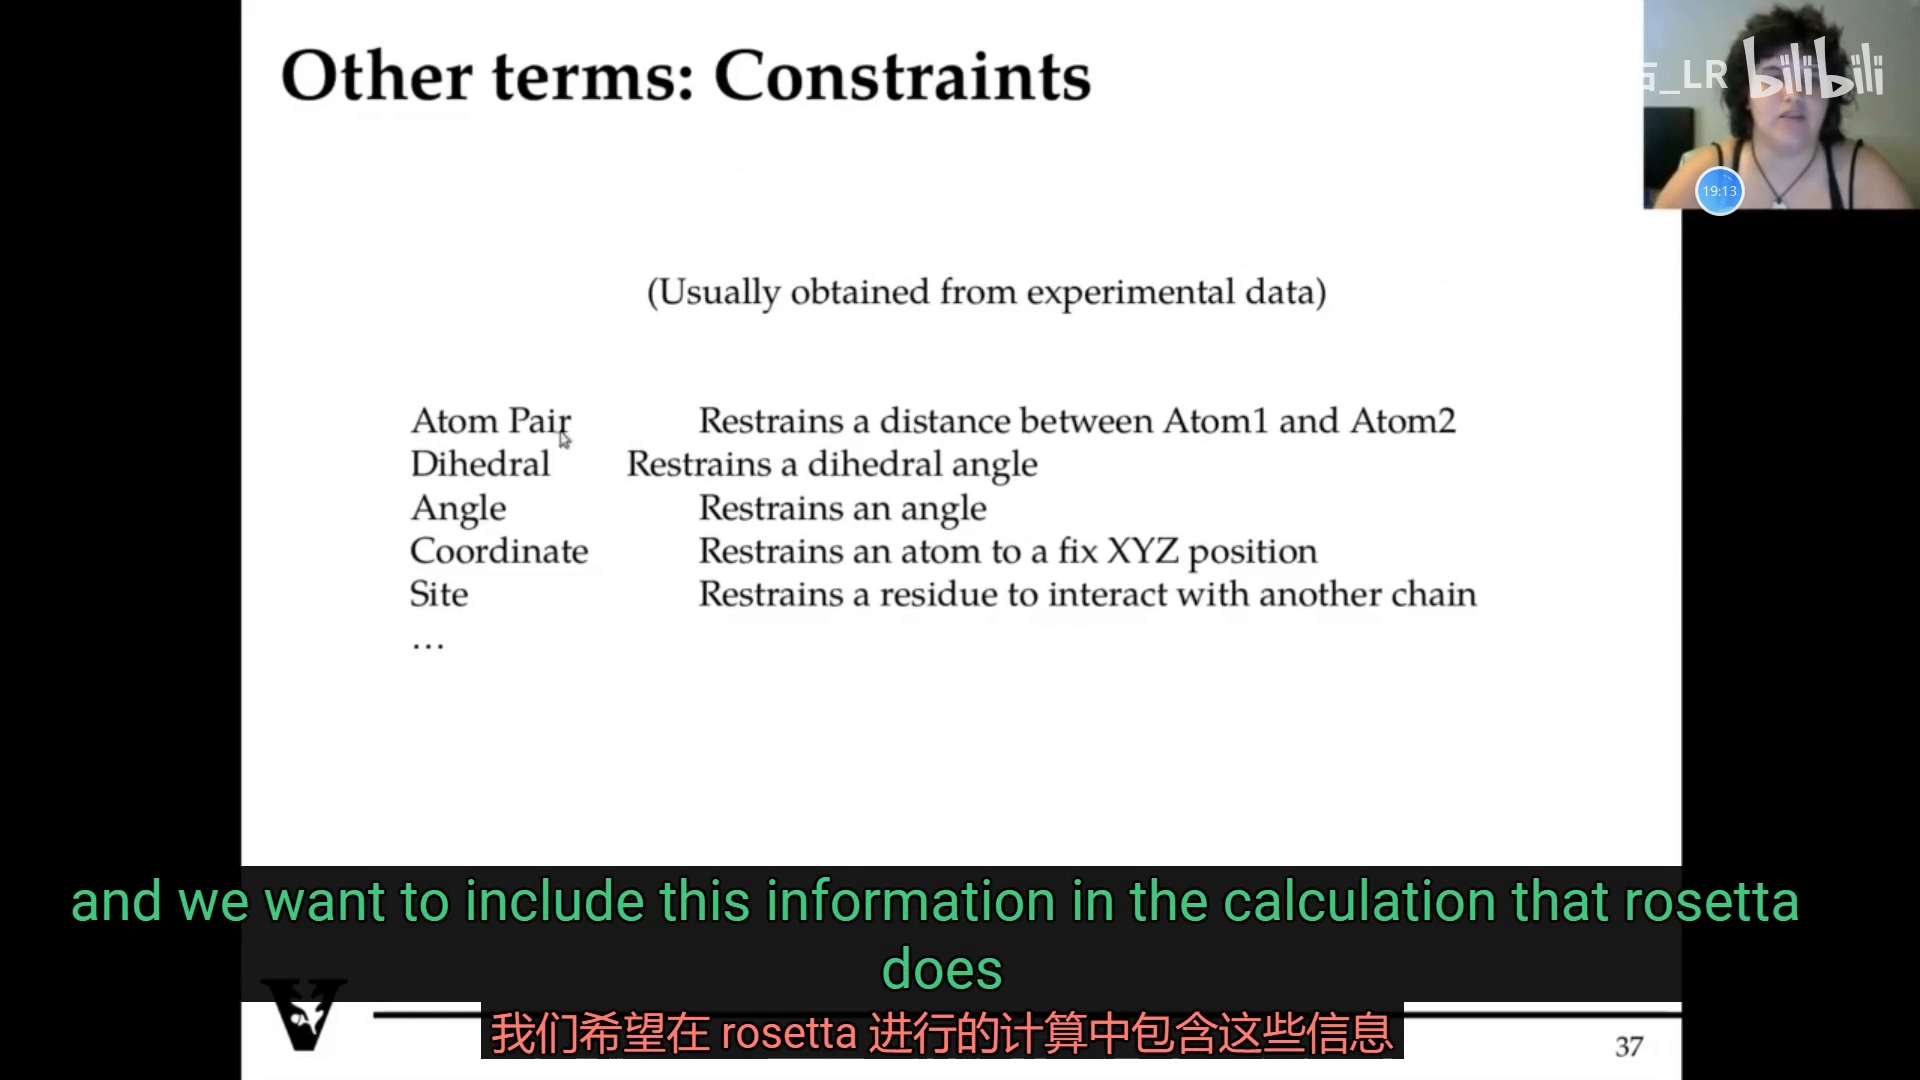 Other terms: Constraints
_LR bilibili
19:13
(Usually obtained from experimental data)
Atom Pair Restrains a distance between Atom1 and Atom2
Dihedral Restrains a dihedral angle
Angle Restrains an angle
Coordinate Restrains an atom to a fix XYZ position
Site Restrains a residue to interact with another chain
...
and we want to include this information in the calculation that rosetta
does
V
我们希望在 rosetta 进行的计算中包含这些信息
37